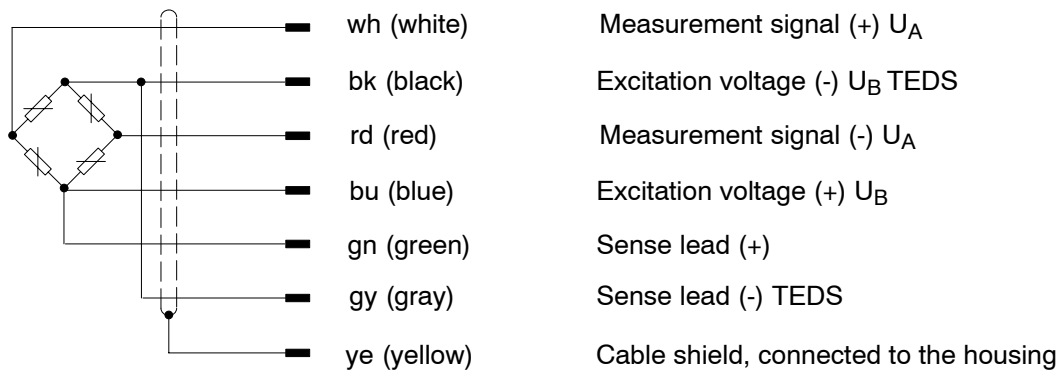 wh (white) Measurement signal (+) UA
bk (black) Excitation voltage (-) UB TEDS
rd (red) Measurement signal (-) UA
bu (blue) Excitation voltage (+) UB
gn (green) Sense lead (+)
gy (gray) Sense lead (-) TEDS
ye (yellow) Cable shield, connected to the housing